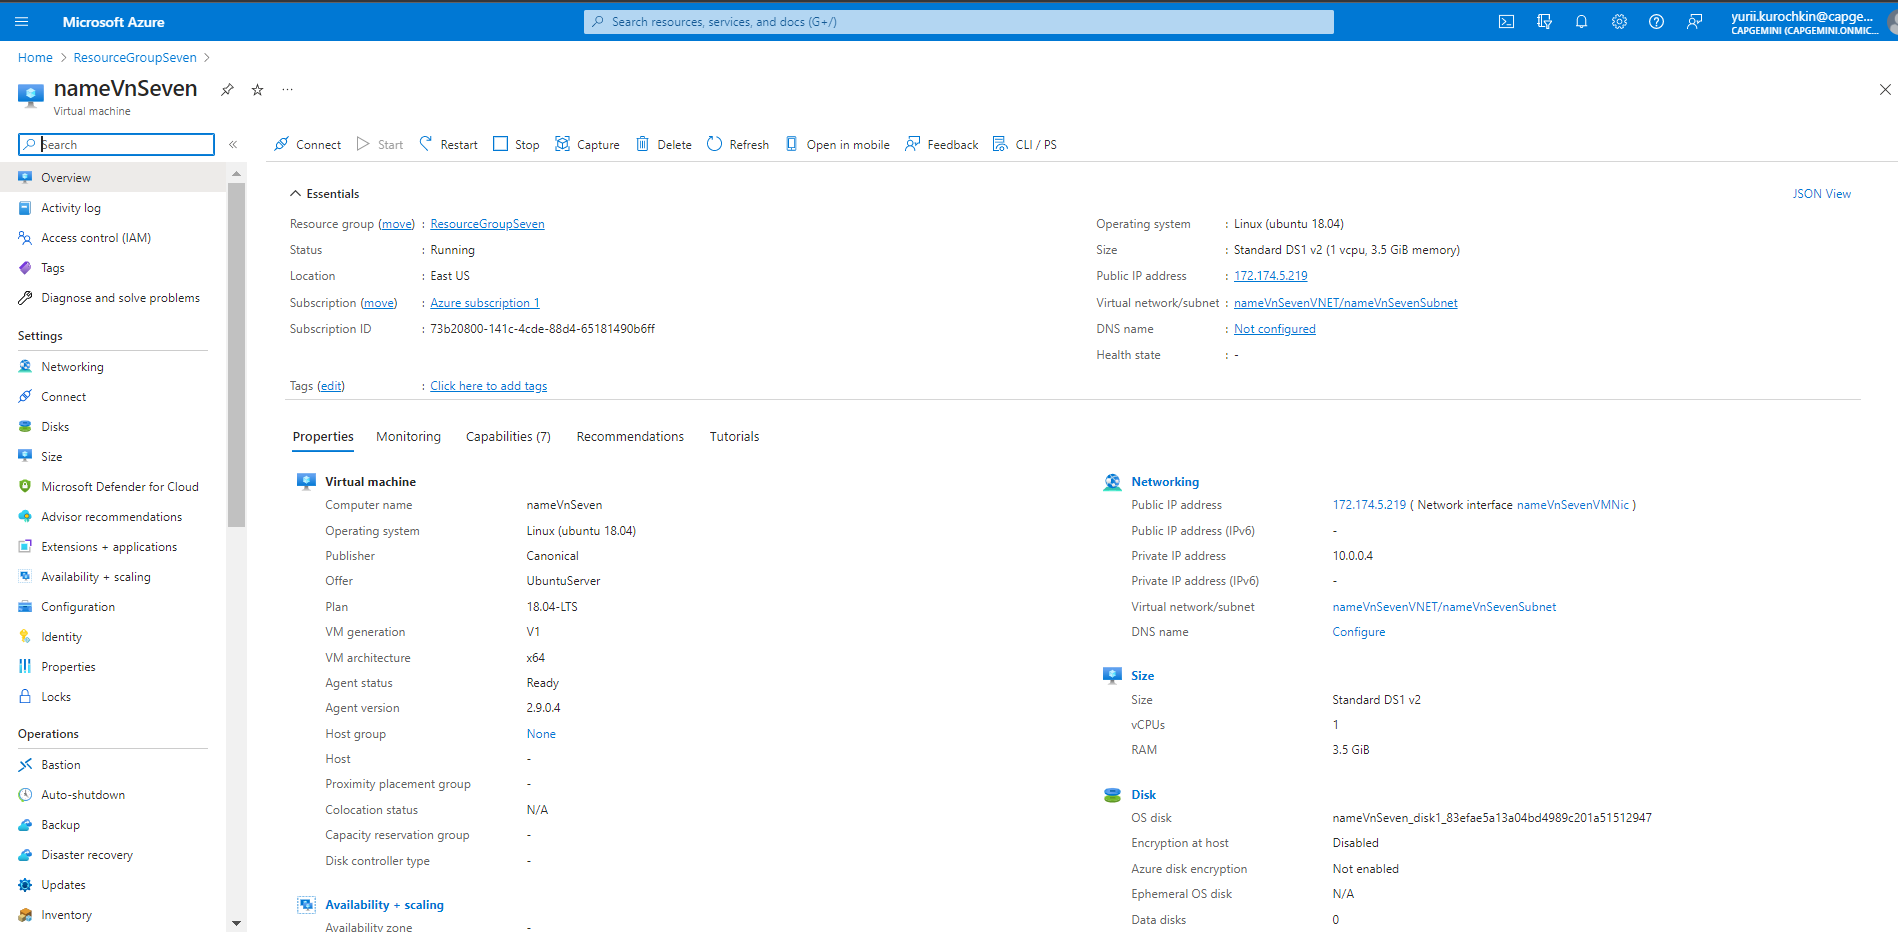 Microsoft Azure
Search resources, services, and docs (G+/)
yurii.kurochkin@capge...
CAPGEMINI (CAPGEMINI.ONMIC...
Home > ResourceGroupSeven >
nameVnSeven
Virtual machine
Search
Connect Start Restart Stop Capture Delete Refresh Open in mobile Feedback CLI / PS
Overview
Activity log
Access control (IAM)
Tags
Diagnose and solve problems
Settings
Networking
Connect
Disks
Size
Microsoft Defender for Cloud
Advisor recommendations
Extensions + applications
Availability + scaling
Configuration
Identity
Properties
Locks
Operations
Bastion
Auto-shutdown
Backup
Disaster recovery
Updates
Inventory
Essentials
JSON View
Resource group (move) : ResourceGroupSeven
Status : Running
Location : East US
Subscription (move) : Azure subscription 1
Subscription ID : 73b20800-141c-4cde-88d4-65181490b6ff
Operating system : Linux (ubuntu 18.04)
Size : Standard DS1 v2 (1 vcpu, 3.5 GiB memory)
Public IP address : 172.174.5.219
Virtual network/subnet : nameVnSevenVNET/nameVnSevenSubnet
DNS name : Not configured
Health state : -
Tags (edit) : Click here to add tags
Properties Monitoring Capabilities (7) Recommendations Tutorials
Virtual machine
Computer name nameVnSeven
Operating system Linux (ubuntu 18.04)
Publisher Canonical
Offer UbuntuServer
Plan 18.04-LTS
VM generation V1
VM architecture x64
Agent status Ready
Agent version 2.9.0.4
Host group None
Host -
Proximity placement group -
Colocation status N/A
Capacity reservation group -
Disk controller type -
Availability + scaling
Availability zone -
Networking
Public IP address 172.174.5.219 ( Network interface nameVnSevenVMNic )
Public IP address (IPv6) -
Private IP address 10.0.0.4
Private IP address (IPv6) -
Virtual network/subnet nameVnSevenVNET/nameVnSevenSubnet
DNS name Configure
Size
Size Standard DS1 v2
vCPUs 1
RAM 3.5 GiB
Disk
OS disk nameVnSeven_disk1_83efae5a13a04bd4989c201a51512947
Encryption at host Disabled
Azure disk encryption Not enabled
Ephemeral OS disk N/A
Data disks 0